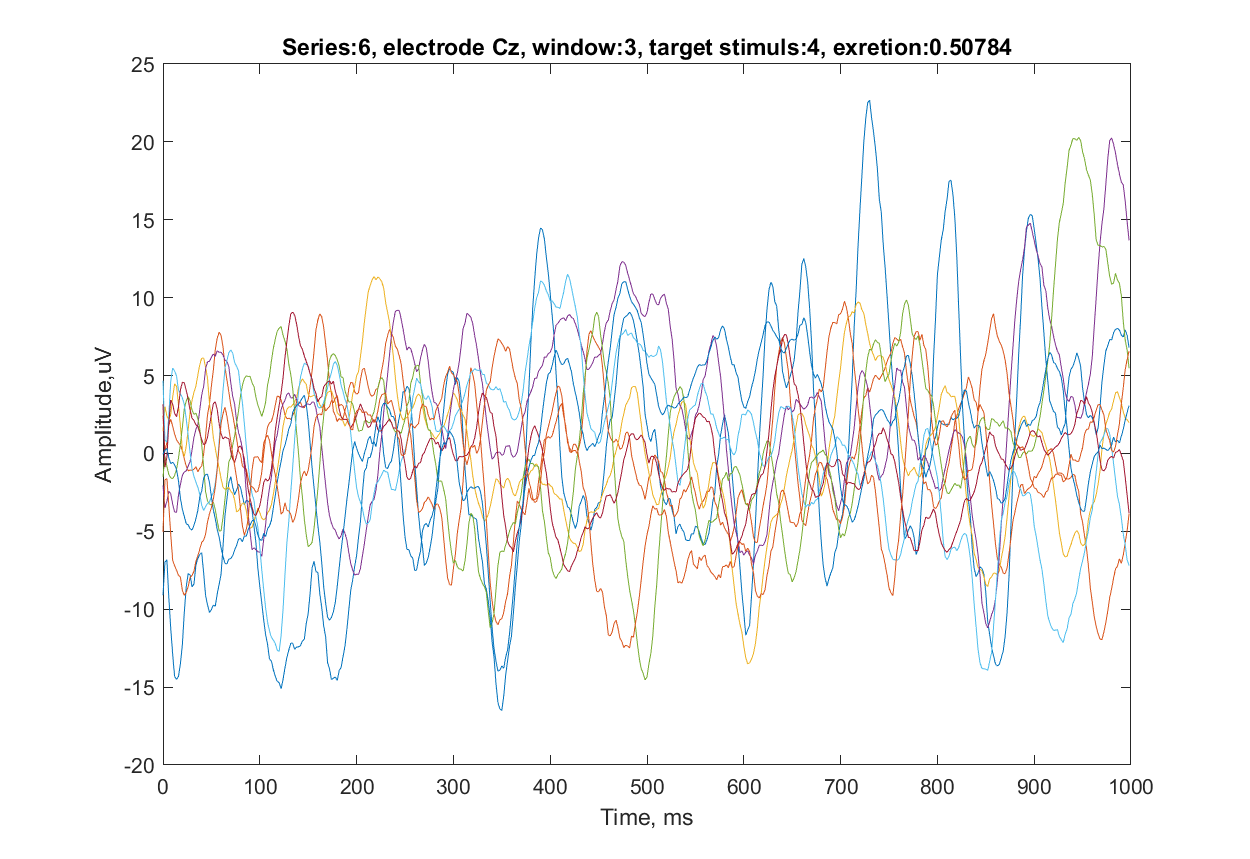 Series:6, electrode Cz, window:3, target stimuls:4, exretion:0.50784
25
20
15
10
5
0
-5
-10
-15
-20
Amplitude,uV
0 100 200 300 400 500 600 700 800 900 1000
Time, ms